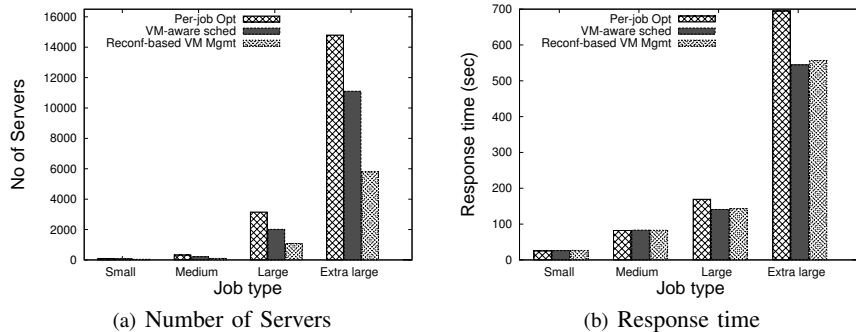 16000
14000
12000
10000
8000
6000
4000
2000
0
No of Servers
Per-job Opt
VM-aware sched
Reconf-based VM Mgmt
Small
Medium
Large
Extra large
Job type
(a) Number of Servers
700
600
500
400
300
200
100
0
Response time (sec)
Per-job Opt
VM-aware sched
Reconf-based VM Mgmt
Small
Medium
Large
Extra large
Job type
(b) Response time